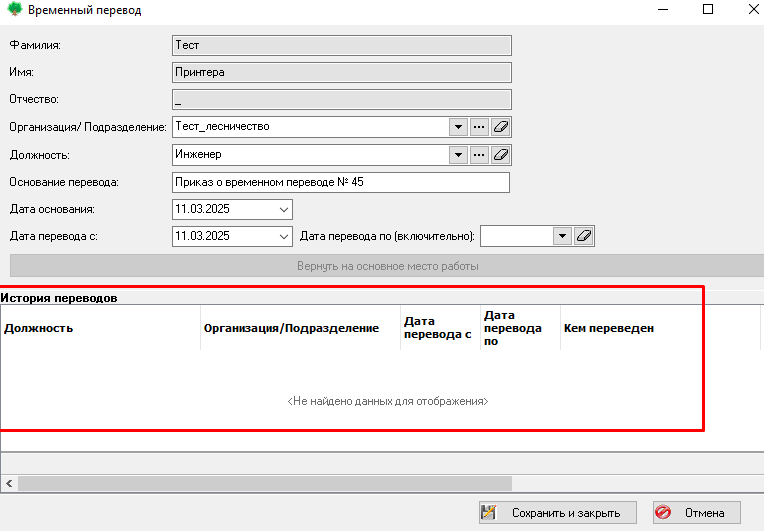 Временный перевод
Фамилия: Тест
Имя: Принтера
Отчество: _
Организация/ Подразделение: Тест_лесничество
Должность: Инженер
Основание перевода: Приказ о временном переводе № 45
Дата основания: 11.03.2025
Дата перевода с: 11.03.2025 Дата перевода по (включительно):
Вернуть на основное место работы
История переводов
Должность
Организация/Подразделение
Дата
перевода с
Дата
перевода
по
Кем переведен
<Не найдено данных для отображения>
Сохранить и закрыть
Отмена